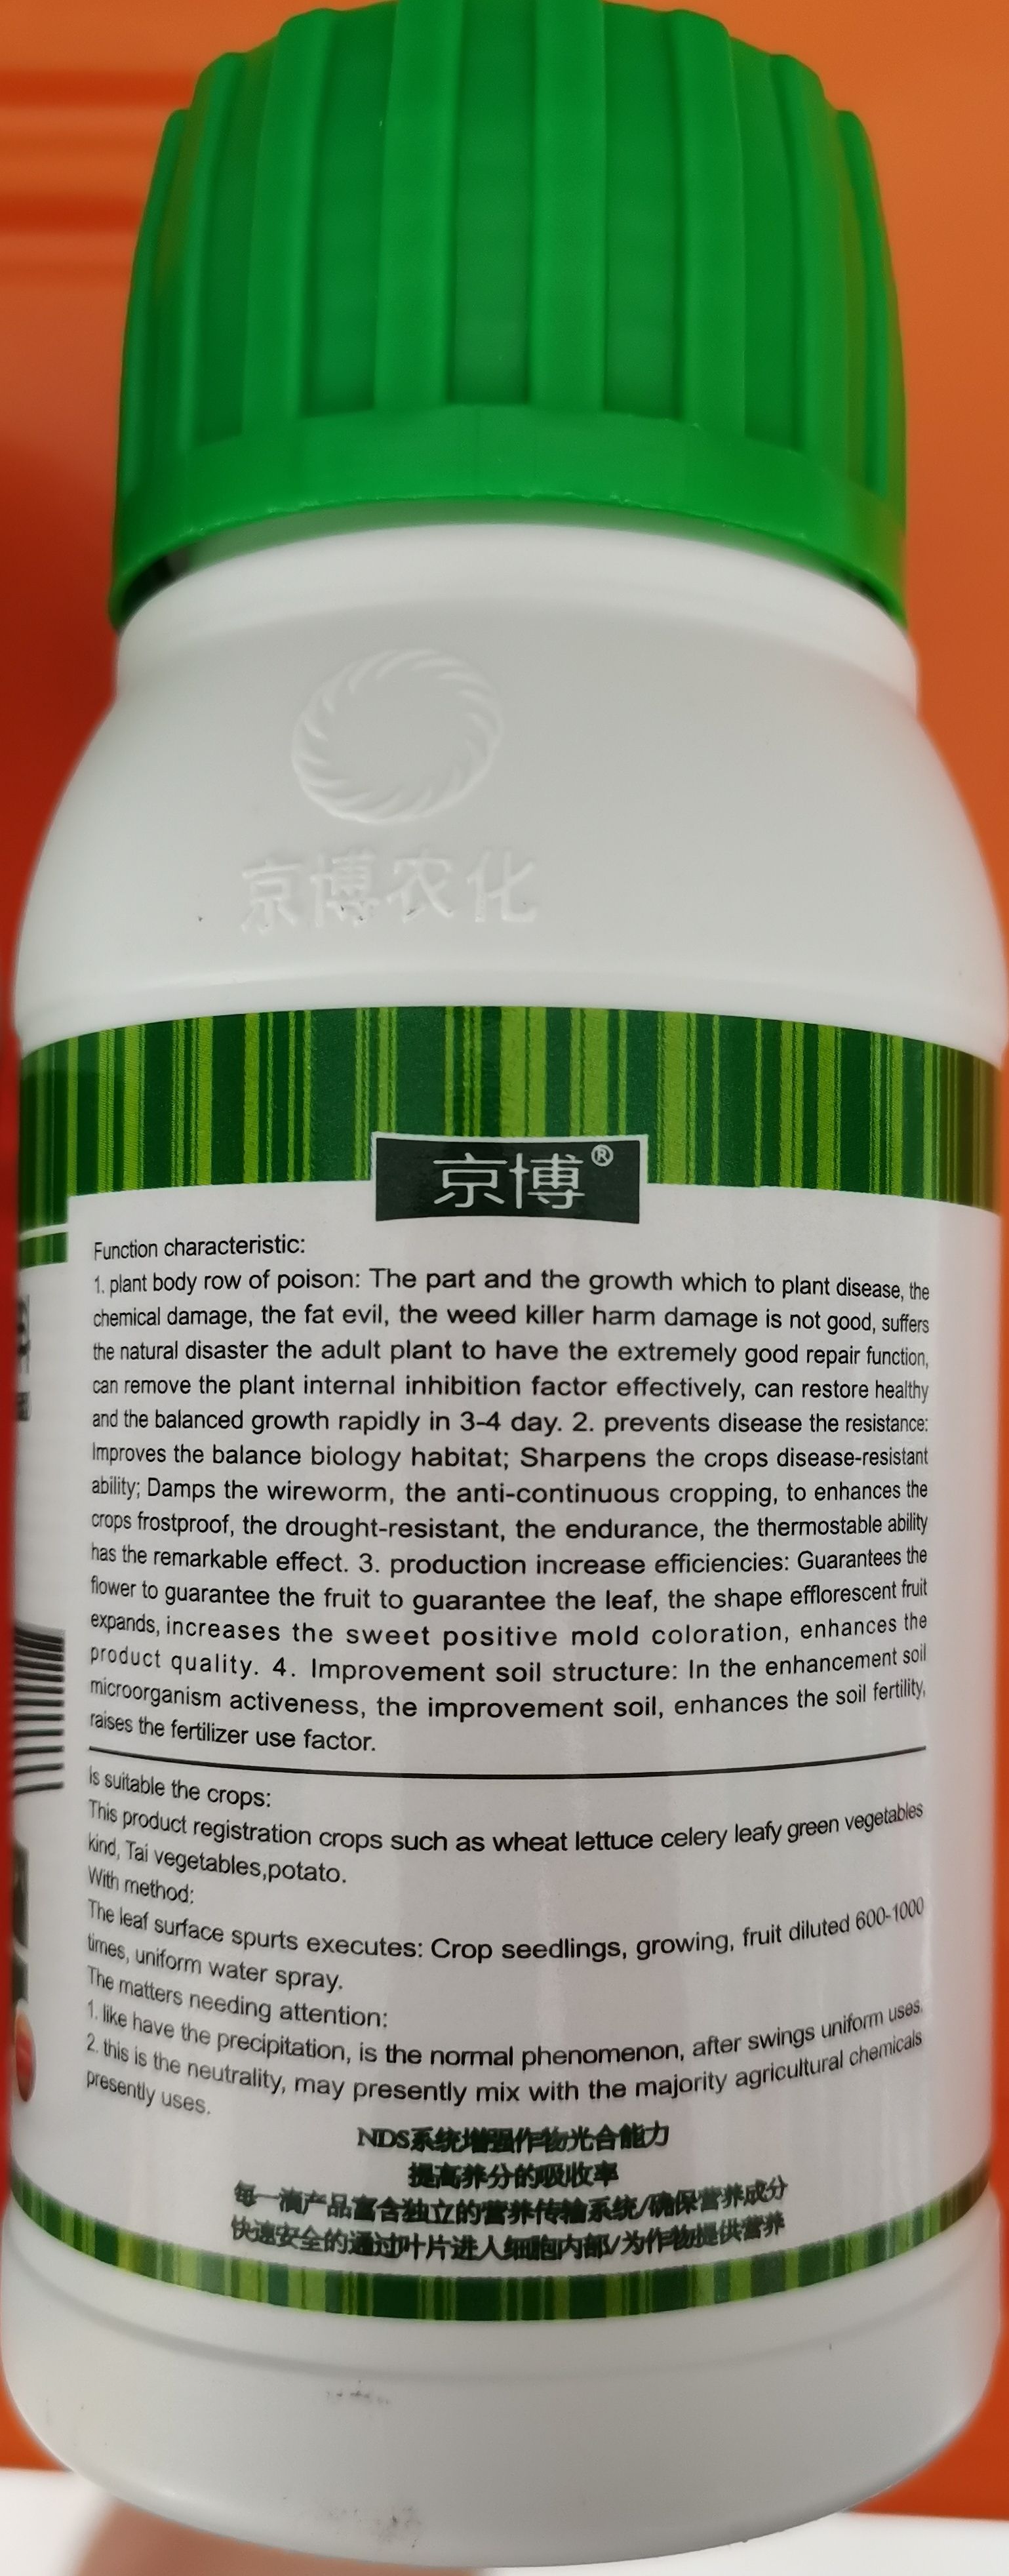 京博农化
京博®
Function characteristic:
1. plant body row of poison: The part and the growth which to plant disease, the
chemical damage, the fat evil, the weed killer harm damage is not good, suffers
the natural disaster the adult plant to have the extremely good repair function,
can remove the plant internal inhibition factor effectively, can restore healthy
and the balanced growth rapidly in 3-4 day. 2. prevents disease the resistance:
Improves the balance biology habitat; Sharpens the crops disease-resistant
ability; Damps the wireworm, the anti-continuous cropping, to enhances the
crops frostproof, the drought-resistant, the endurance, the thermostable ability
has the remarkable effect. 3. production increase efficiencies: Guarantees the
flower to guarantee the fruit to guarantee the leaf, the shape efflorescent fruit
expands, increases the sweet positive mold coloration, enhances the
product quality. 4. Improvement soil structure: In the enhancement soil
microorganism activeness, the improvement soil, enhances the soil fertility,
raises the fertilizer use factor.
is suitable the crops:
This product registration crops such as wheat lettuce celery leafy green vegetables
kind, Tai vegetables,potato.
With method:
The leaf surface spurts executes: Crop seedlings, growing, fruit diluted 600-1000
times, uniform water spray.
The matters needing attention:
1. like have the precipitation, is the normal phenomenon, after swings uniform uses.
2. this is the neutrality, may presently mix with the majority agricultural chemicals
presently uses.
NDS系统增强作物光合能力
提高养分的吸收率
每一滴产品富含独立的营养传输系统/确保营养成分
快速安全的通过叶片进入细胞内部/为作物提供营养